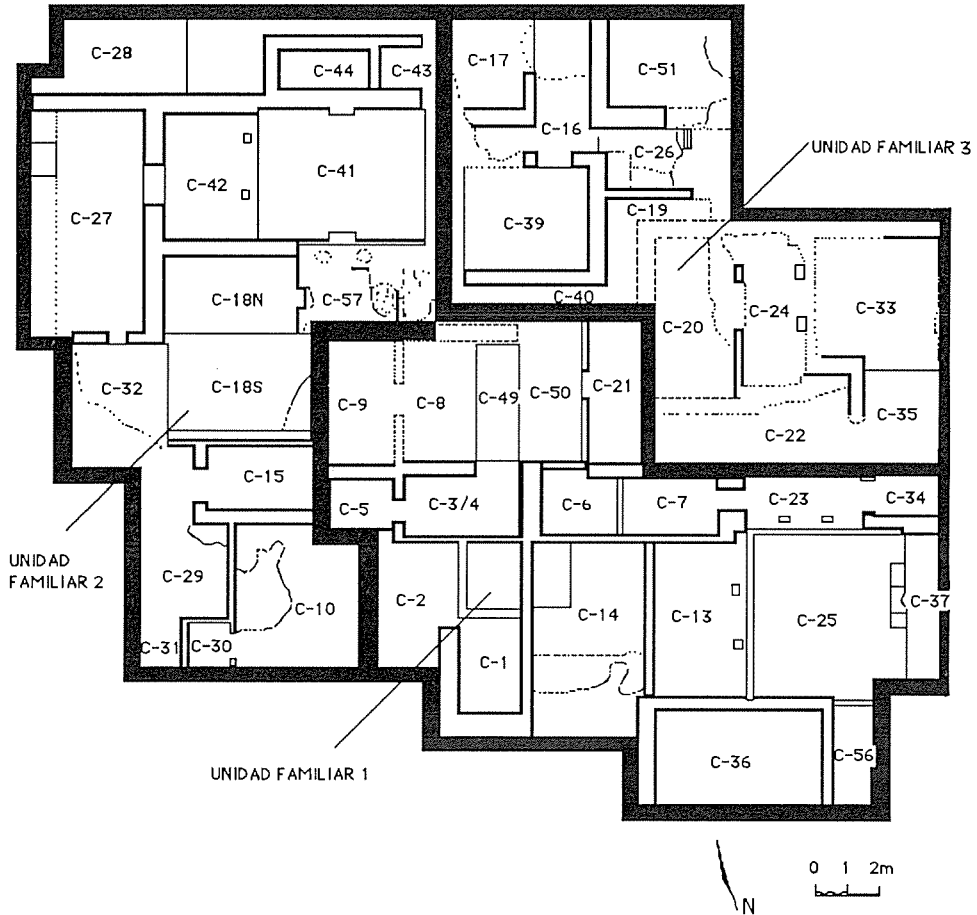 C-28
C-44
C-43
C-17
C-51
C-16
C-26
UNIDAD FAMILIAR 3
C-42
C-41
C-27
C-39
C-19
C-18N
C-57
C-40
C-20
C-24
C-33
C-32
C-18S
C-9
C-8
C-49
C-50
C-21
C-22
C-35
C-15
C-5
C-3/4
C-6
C-7
C-23
C-34
UNIDAD
FAMILIAR 2
C-29
C-10
C-2
C-14
C-13
C-25
C-37
C-31
C-30
C-1
UNIDAD FAMILIAR 1
C-36
C-56
0 1 2m
N